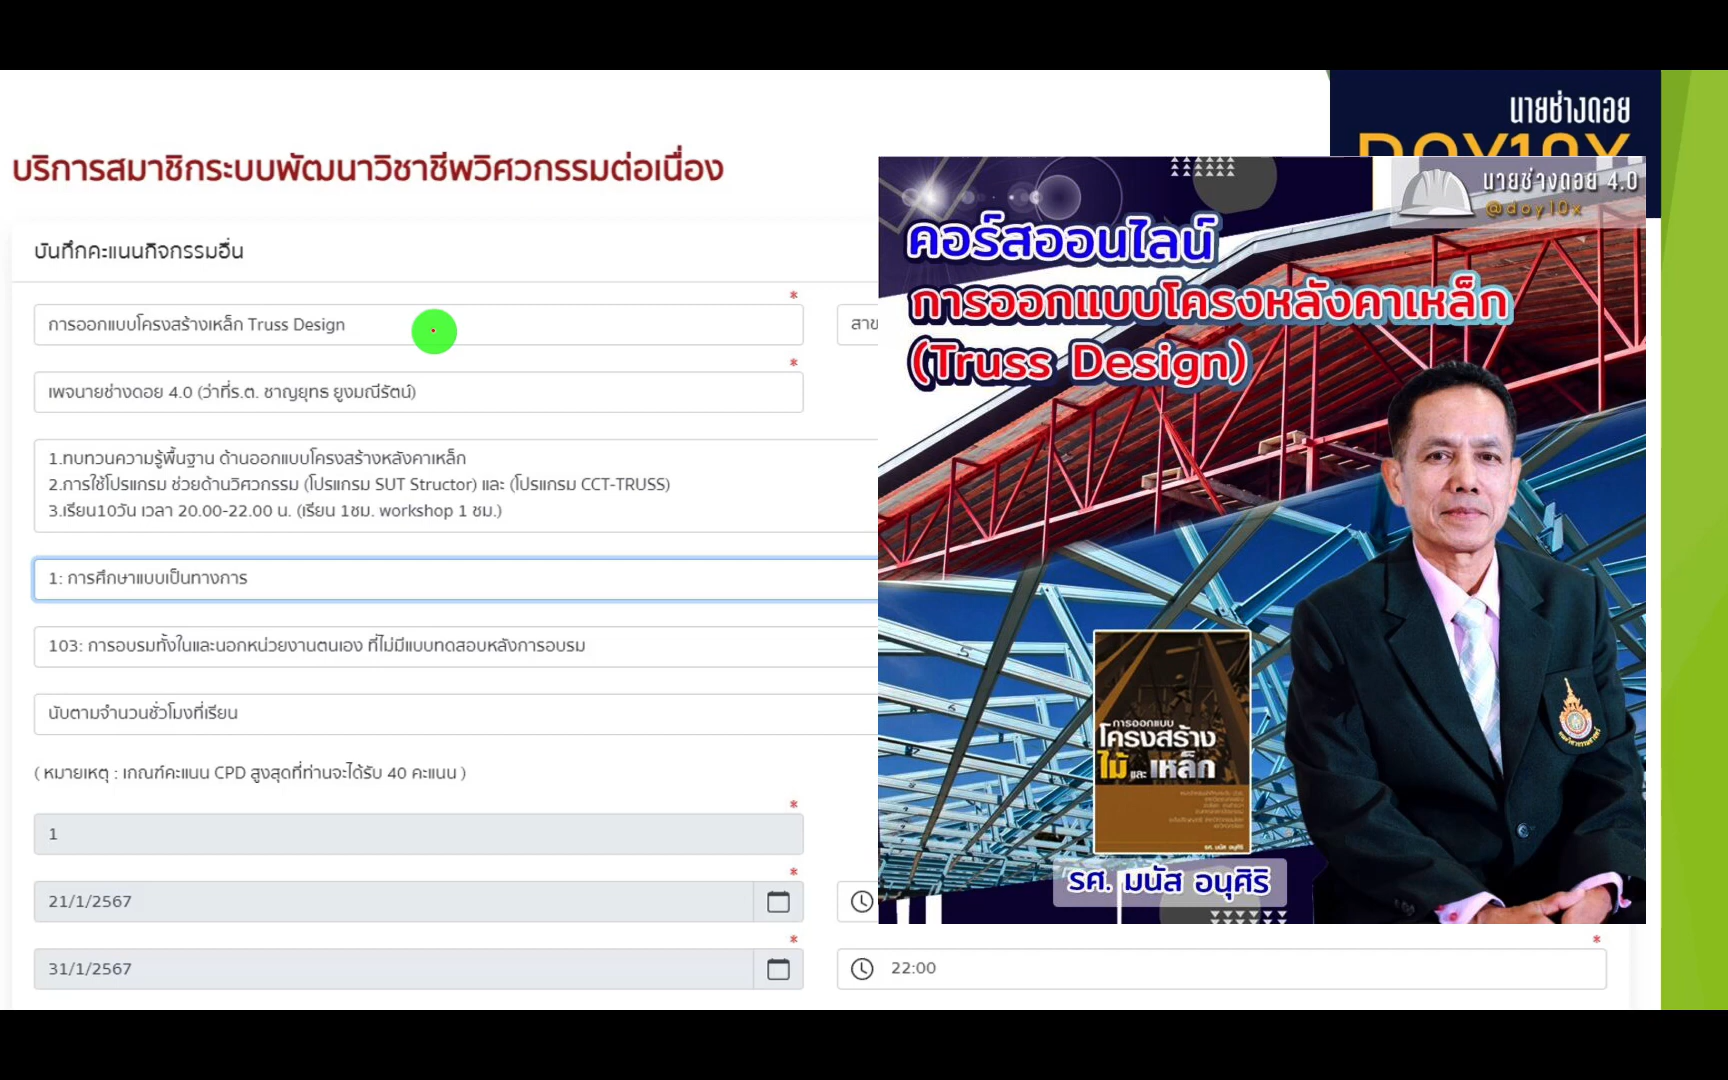 นายช่างดอย
DOY10X
บริการสมาชิกระบบพัฒนาวิชาชีพวิศวกรรมต่อเนื่อง
บันทึกคะแนนกิจกรรมอื่น
*
การออกแบบโครงสร้างเหล็ก Truss Design
สาข
*
เพจนายช่างดอย 4.0 (ว่าที่ร.ต. ชาญยุทธ ยูงมณีรัตน์)
1.ทบทวนความรู้พื้นฐาน ด้านออกแบบโครงสร้างหลังคาเหล็ก
2.การใช้โปรแกรม ช่วยด้านวิศวกรรม (โปรแกรม SUT Structor) และ (โปรแกรม CCT-TRUSS)
3.เรียน10วัน เวลา 20.00-22.00 น. (เรียน 1ชม. workshop 1 ชม.)
1: การศึกษาแบบเป็นทางการ
103: การอบรมทั้งในและนอกหน่วยงานตนเอง ที่ไม่มีแบบทดสอบหลังการอบรม
นับตามจำนวนชั่วโมงที่เรียน
( หมายเหตุ : เกณฑ์คะแนน CPD สูงสุดที่ท่านจะได้รับ 40 คะแนน )
*
1
*
21/1/2567
*
31/1/2567
*
22:00
นายช่างดอย 4.0
@doy10x
คอร์สออนไลน์
การออกแบบโครงหลังคาเหล็ก
(Truss Design)
การออกแบบ
โครงสร้าง
ไม้ และ เหล็ก
รศ. มนัส อนุศิริ
รศ. มนัส อนุศิริ